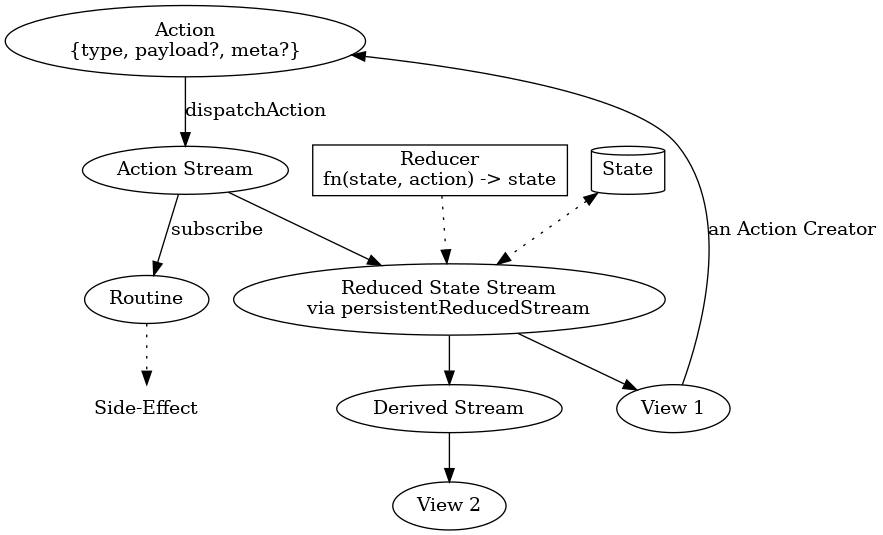 Action
{type, payload?, meta?}
dispatchAction
Action Stream
Reducer
fn(state, action) -> state
State
subscribe
an Action Creator
Routine
Reduced State Stream
via persistentReducedStream
Side-Effect
Derived Stream
View 1
View 2